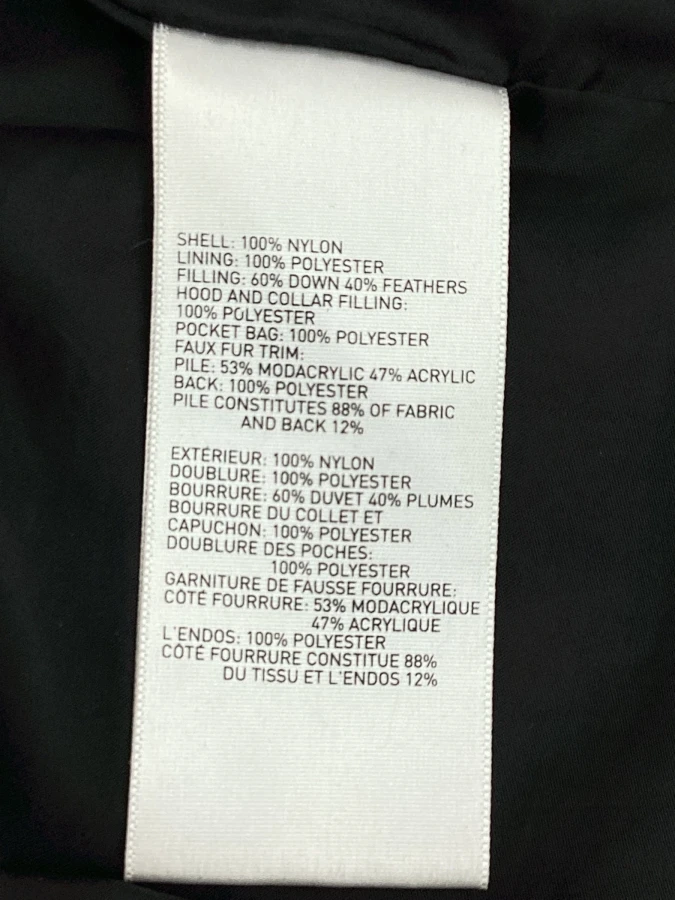 SHELL: 100% NYLON
LINING: 100% POLYESTER
FILLING: 60% DOWN 40% FEATHERS
HOOD AND COLLAR FILLING:
100% POLYESTER
POCKET BAG: 100% POLYESTER
FAUX FUR TRIM:
PILE: 53% MODACRYLIC 47% ACRYLIC
BACK: 100% POLYESTER
PILE CONSTITUTES 88% OF FABRIC
AND BACK 12%
EXTÉRIEUR: 100% NYLON
DOUBLURE: 100% POLYESTER
BOURRURE: 60% DUVET 40% PLUMES
BOURRURE DU COLLET ET
CAPUCHON: 100% POLYESTER
DOUBLURE DES POCHES:
100% POLYESTER
GARNITURE DE FAUSSE FOURRURE:
CÔTÉ FOURRURE: 53% MODACRYLIQUE
47% ACRYLIQUE
L'ENDOS: 100% POLYESTER
CÔTÉ FOURRURE CONSTITUE 88%
DU TISSU ET L'ENDOS 12%